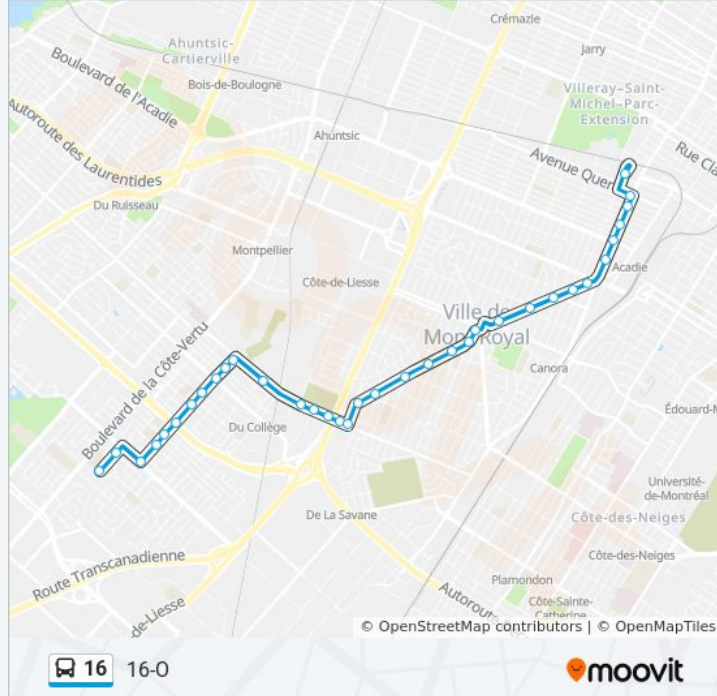 Crémazle
Ahuntsic-
Cartierville
Jarry
Boulevard de l'Acadie
Bois-de-Boulogne
Villeray–Saint-
Michel–Parc-
Extension
Autoroute des Laurentides
Ahuntsic
Avenue Quer
Rue Cla
Du Ruisseau
Montpellier
Côte-de-Liesse
Acadie
Ville de
Mont-Royal
Boulevard de la Côte-Vertu
Canora
Du Collège
Édouard-M
Université-
de-Montréal
De La Savane
Côte-des-Neiges
Route Transcanadienne
Côte-des-Neiges
Plamondon
Côte-Sainte-
Catherine
de-Liesse
Autorout
© OpenStreetMap contributors | © OpenMapTiles
16 16-O
moovit